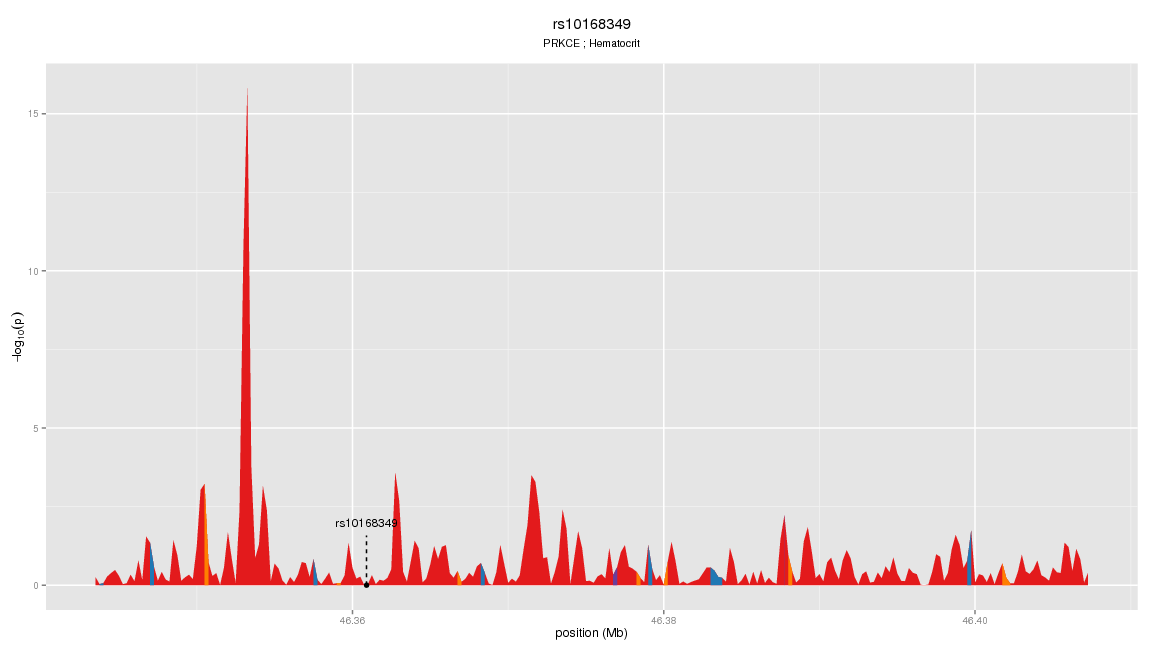 rs10168349
PRKCE ; Hematocrit
15
10
5
0
−log10(p)
rs10168349
46.36
46.38
46.40
position (Mb)